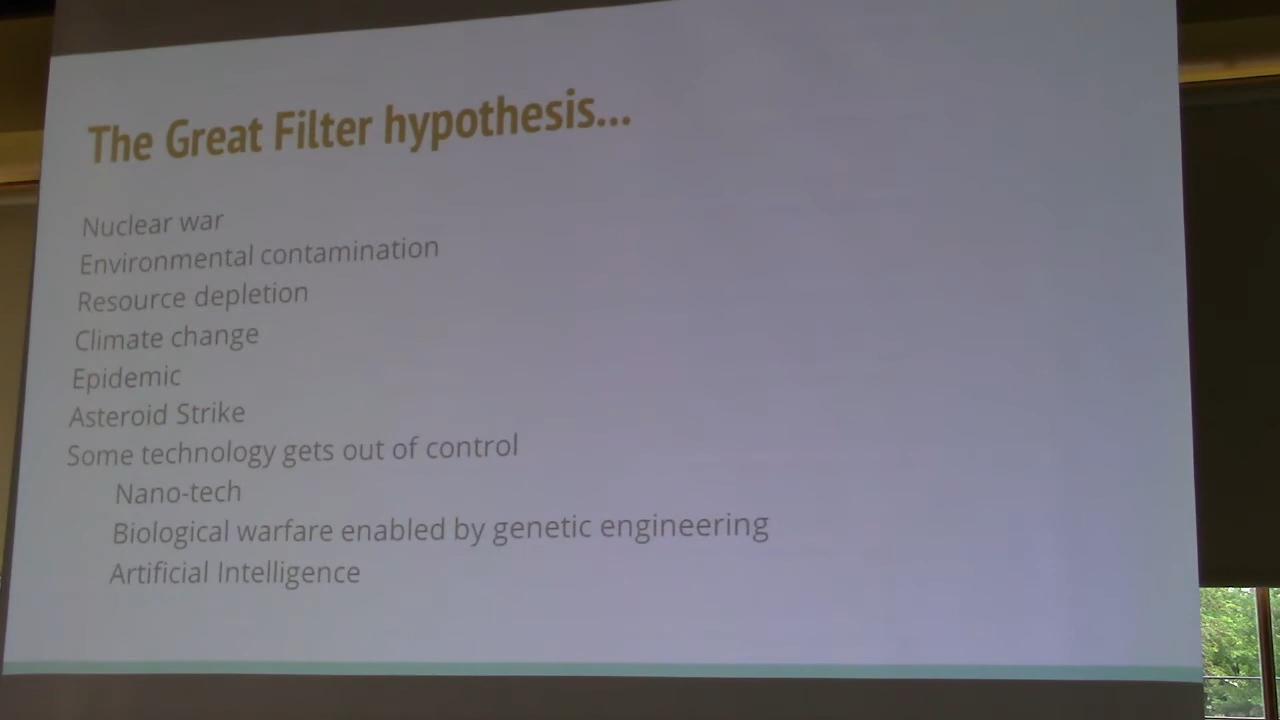 The Great Filter hypothesis...
Nuclear war
Environmental contamination
Resource depletion
Climate change
Epidemic
Asteroid Strike
Some technology gets out of control
Nano-tech
Biological warfare enabled by genetic engineering
Artificial Intelligence